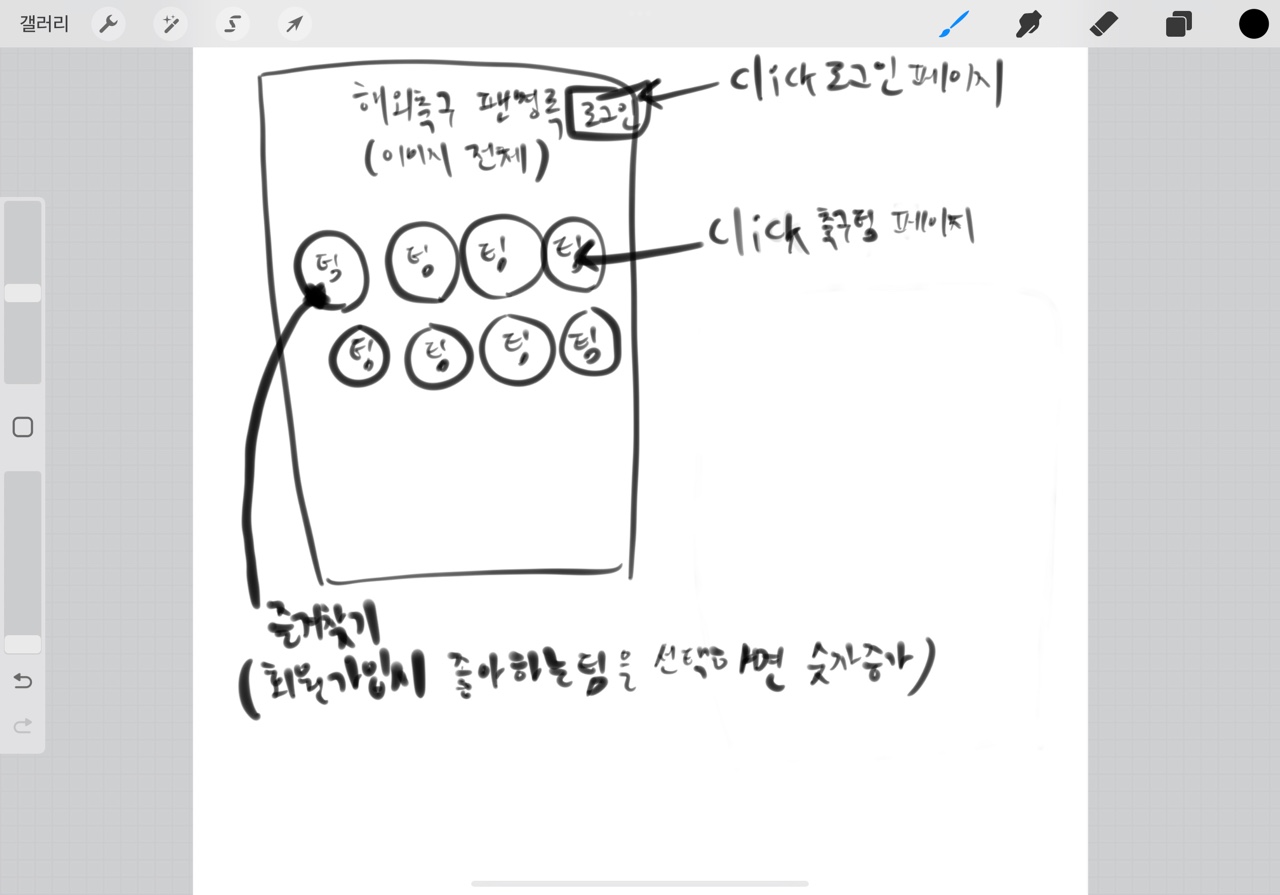 갤러리
해외축구 팬명록
로그인
(이미지 전체)
Click 로그인 페이지
팀 팀 팀 팀
Click 축구팀 페이지
팀 팀 팀 팀
즐겨찾기
(회원가입시 좋아하는팀을 선택하면 숫자증가)